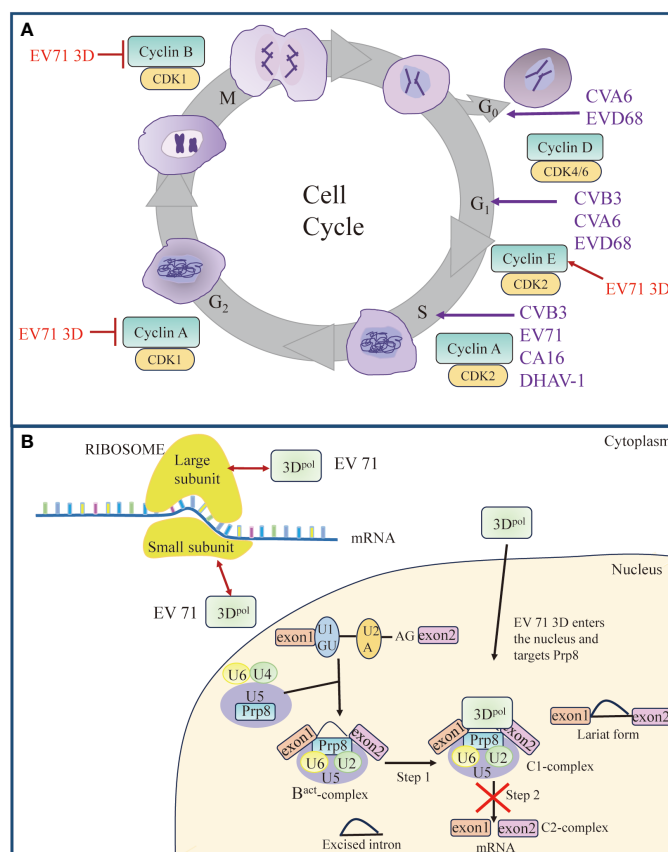 A
EV71 3D
Cyclin B
CDK1
M
G0
CVA6
EVD68
Cyclin D
CDK4/6
Cell
Cycle
G1
CVB3
CVA6
EVD68
Cyclin E
CDK2
EV71 3D
G2
EV71 3D
Cyclin A
CDK1
S
CVB3
EV71
CA16
DHAV-1
Cyclin A
CDK2
B
Cytoplasm
RIBOSOME
Large
subunit
3Dpol
EV 71
Small subunit
mRNA
3Dpol
Nucleus
EV 71
3Dpol
EV 71 3D enters
the nucleus and
targets Prp8
exon1
U1
GU
U2
A
AG
exon2
U6
U4
U5
Prp8
exon1
Prp8
exon2
U6
U2
U5
Bact-complex
Step 1
exon1
3Dpol
Prp8
exon2
U6
U2
U5
C1-complex
exon1
exon2
Lariat form
Step 2
exon1
exon2
C2-complex
mRNA
Excised intron